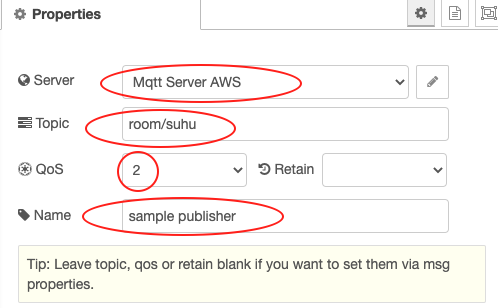 Properties
Server Mqtt Server AWS
Topic room/suhu
QoS 2 Retain
Name sample publisher
Tip: Leave topic, qos or retain blank if you want to set them via msg
properties.